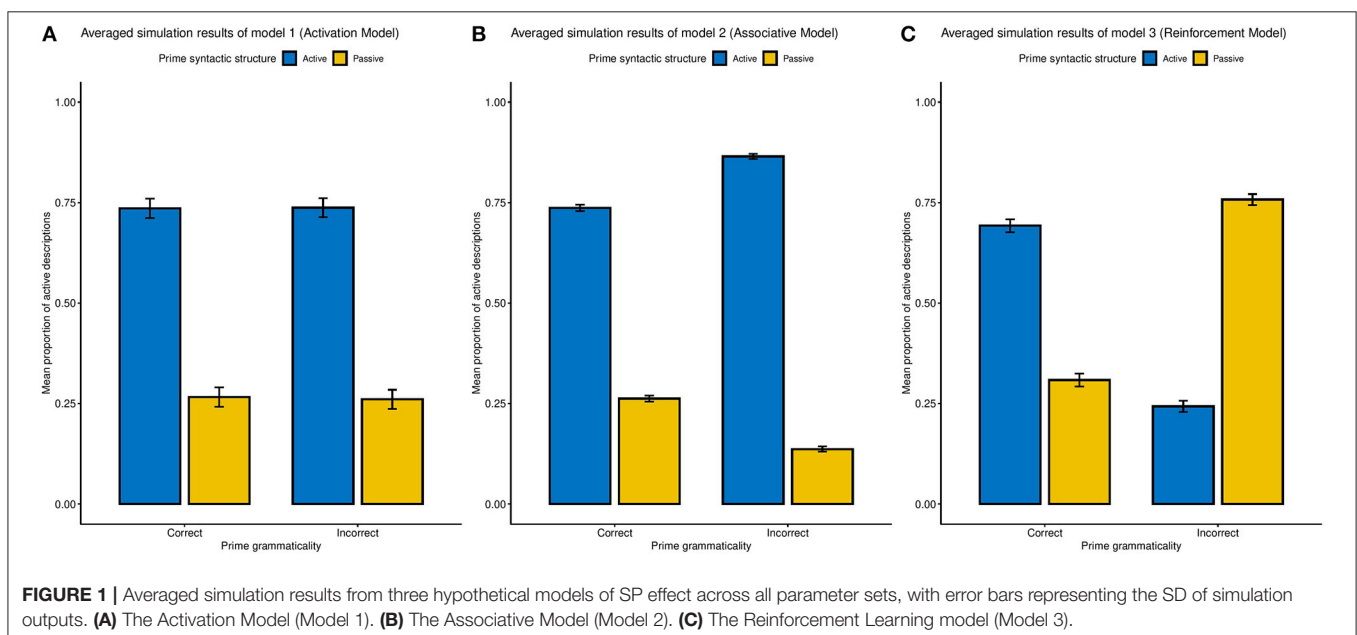 A Averaged simulation results of model 1 (Activation Model)
Prime syntactic structure Active Passive
1.00
0.75
0.50
0.25
0.00
Mean proportion of active descriptions
Correct Incorrect
Prime grammaticality
B Averaged simulation results of model 2 (Associative Model)
Prime syntactic structure Active Passive
1.00
0.75
0.50
0.25
0.00
Mean proportion of active descriptions
Correct Incorrect
Prime grammaticality
C Averaged simulation results of model 3 (Reinforcement Model)
Prime syntactic structure Active Passive
1.00
0.75
0.50
0.25
0.00
Mean proportion of active descriptions
Correct Incorrect
Prime grammaticality
FIGURE 1 | Averaged simulation results from three hypothetical models of SP effect across all parameter sets, with error bars representing the SD of simulation
outputs. (A) The Activation Model (Model 1). (B) The Associative Model (Model 2). (C) The Reinforcement Learning model (Model 3).